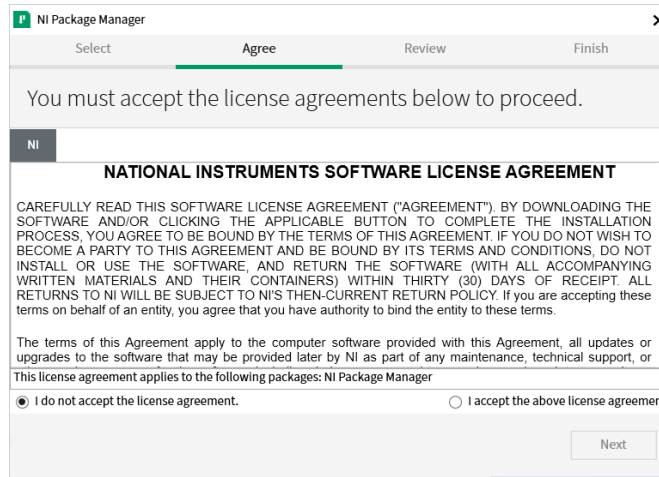 NI Package Manager
Select Agree Review Finish
You must accept the license agreements below to proceed.
NI
NATIONAL INSTRUMENTS SOFTWARE LICENSE AGREEMENT
CAREFULLY READ THIS SOFTWARE LICENSE AGREEMENT ("AGREEMENT"). BY DOWNLOADING THE
SOFTWARE AND/OR CLICKING THE APPLICABLE BUTTON TO COMPLETE THE INSTALLATION
PROCESS, YOU AGREE TO BE BOUND BY THE TERMS OF THIS AGREEMENT. IF YOU DO NOT WISH TO
BECOME A PARTY TO THIS AGREEMENT AND BE BOUND BY ITS TERMS AND CONDITIONS, DO NOT
INSTALL OR USE THE SOFTWARE, AND RETURN THE SOFTWARE (WITH ALL ACCOMPANYING
WRITTEN MATERIALS AND THEIR CONTAINERS) WITHIN THIRTY (30) DAYS OF RECEIPT. ALL
RETURNS TO NI WILL BE SUBJECT TO NI'S THEN-CURRENT RETURN POLICY. If you are accepting these
terms on behalf of an entity, you agree that you have authority to bind the entity to these terms.
The terms of this Agreement apply to the computer software provided with this Agreement, all updates or
upgrades to the software that may be provided later by NI as part of any maintenance, technical support, or
This license agreement applies to the following packages: NI Package Manager
I do not accept the license agreement. I accept the above license agreemer
Next